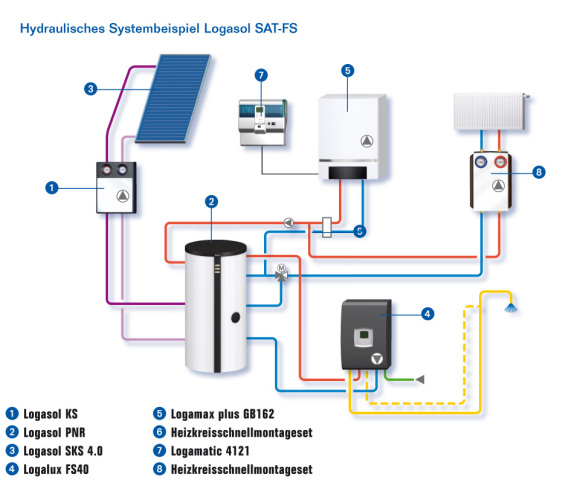 Hydraulisches Systembeispiel Logasol SAT-FS
5
7
3
8
1
2
6
M
4
1 Logasol KS
2 Logasol PNR
3 Logasol SKS 4.0
4 Logalux FS40
5 Logamax plus GB162
6 Heizkreisschnellmontageset
7 Logamatic 4121
8 Heizkreisschnellmontageset